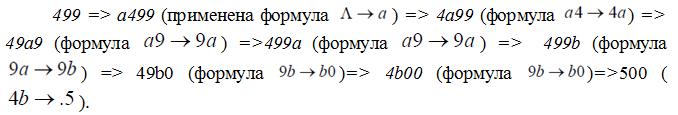 499 => a499 (применена формула Λ → a ) => 4a99 (формула a4 → 4a) =>
49a9 (формула a9 → 9a ) =>499a (формула a9 → 9a ) => 499b (формула
9a → 9b ) => 49b0 (формула 9b → b0 )=> 4b00 (формула 9b → b0)=>500 (
4b → .5 ).